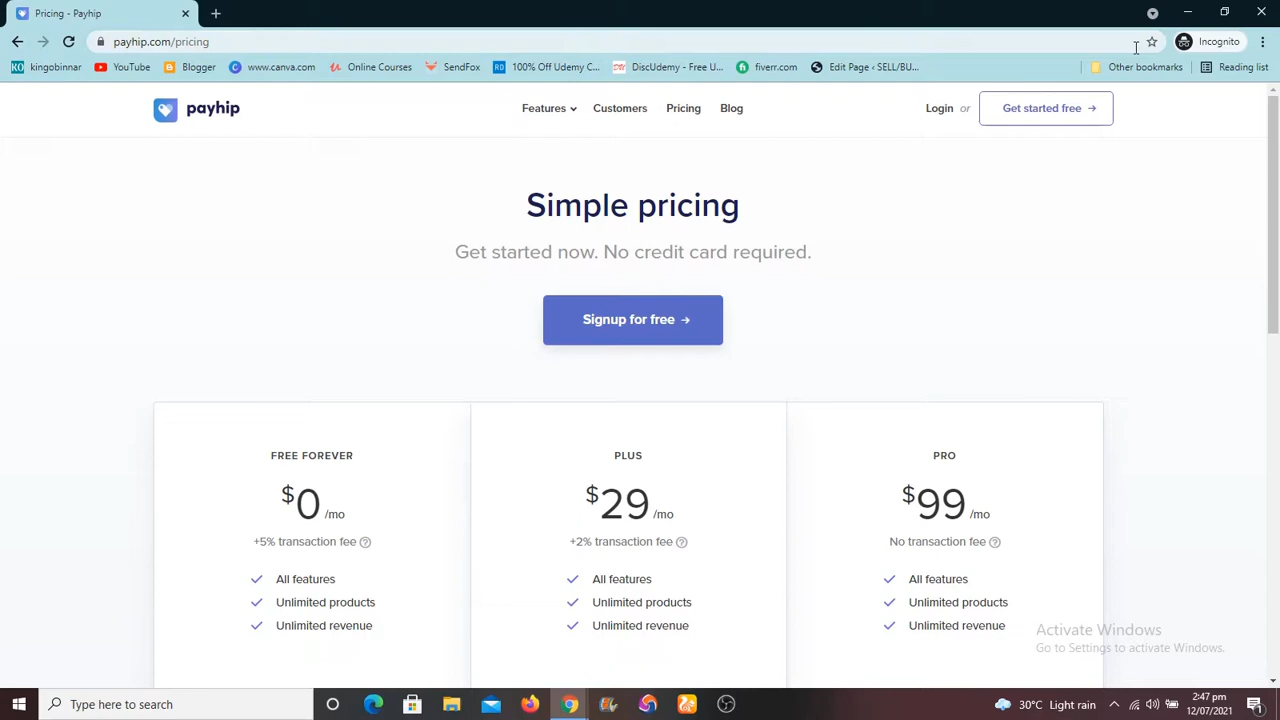 Pricing - Payhip
payhip.com/pricing
Incognito
kingobinnar
YouTube
Blogger
www.canva.com
Online Courses
SendFox
100% Off Udemy C...
DiscUdemy - Free U...
fiverr.com
Edit Page ‹ SELL/BU...
Other bookmarks
Reading list
payhip
Features
Customers
Pricing
Blog
Login or
Get started free →
Simple pricing
Get started now. No credit card required.
Signup for free →
FREE FOREVER
$0 /mo
+5% transaction fee ?
✓ All features
✓ Unlimited products
✓ Unlimited revenue
PLUS
$29 /mo
+2% transaction fee ?
✓ All features
✓ Unlimited products
✓ Unlimited revenue
PRO
$99 /mo
No transaction fee ?
✓ All features
✓ Unlimited products
✓ Unlimited revenue
Activate Windows
Go to Settings to activate Windows.
Type here to search
30°C Light rain
2:47 pm
12/07/2021